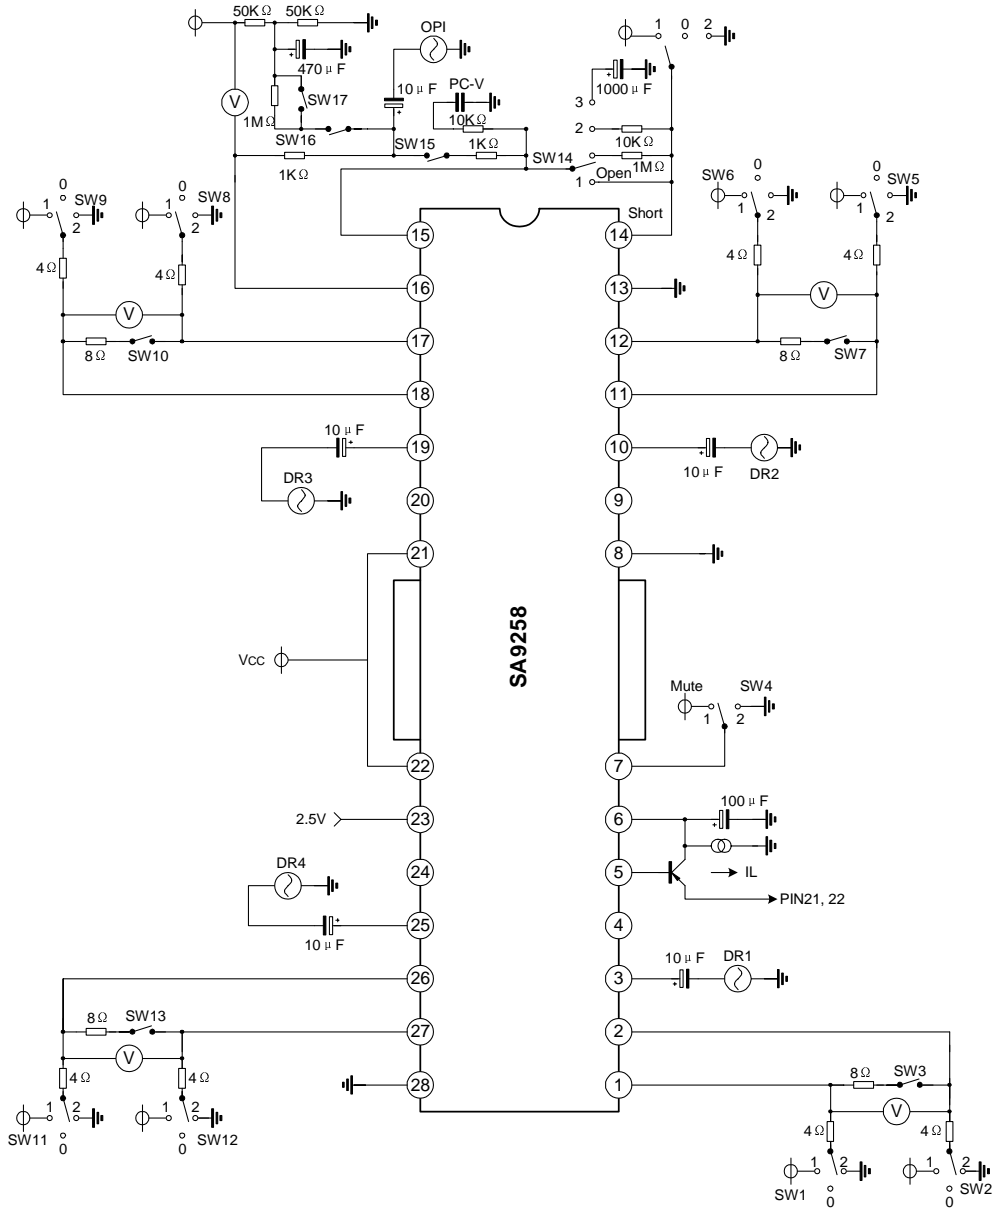 50KΩ 50KΩ
OPI
1 0 2
470μF
10μF
PC-V
1000μF
3
V
SW17
1MΩ
10KΩ
2
SW16
SW15
1KΩ
10KΩ
1KΩ
SW14
1MΩ
Open
1
Short
0
1 SW9
2
0
1 SW8
2
SW6
0
1 2
0
SW5
1 2
4Ω
4Ω
4Ω
4Ω
V
V
8Ω
SW10
8Ω
SW7
15
14
16
13
17
12
18
11
10μF
19
10
10μF
DR2
DR3
20
9
21
8
SA9258
Vcc
Mute
SW4
1 2
22
7
100μF
2.5V
23
6
DR4
24
5
IL
PIN21, 22
10μF
25
4
10μF
DR1
26
3
8Ω
SW13
27
2
V
4Ω
4Ω
28
1
8Ω
SW3
1 2
1 2
V
SW11
0
SW12
0
4Ω
4Ω
1 2
1 2
SW1
0
SW2
0